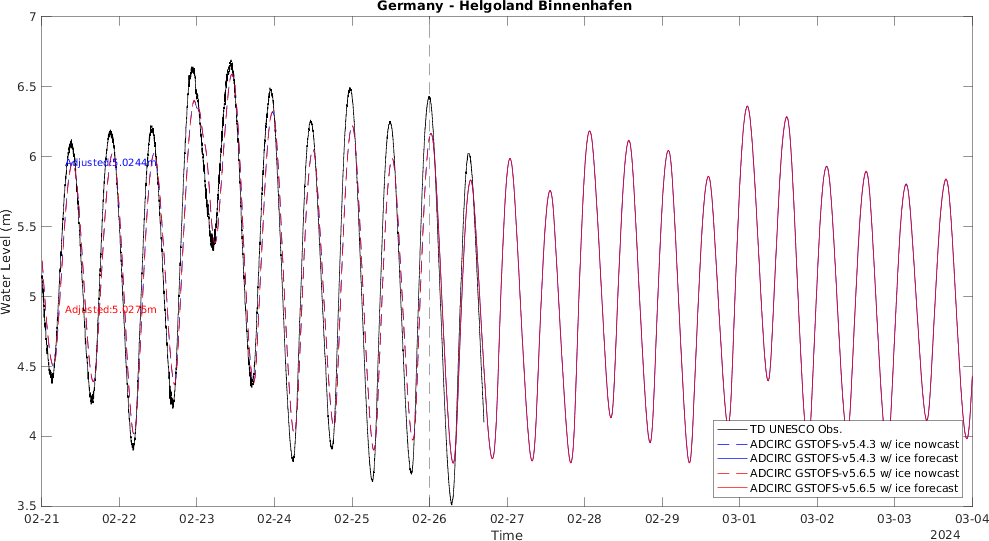 Germany - Helgoland Binnenhafen
7
6.5
6
5.5
5
4.5
4
3.5
Water Level (m)
Adjusted:5.0244m
Adjusted:5.0275m
TD UNESCO Obs.
ADCIRC GSTOFS-v5.4.3 w/ ice nowcast
ADCIRC GSTOFS-v5.4.3 w/ ice forecast
ADCIRC GSTOFS-v5.6.5 w/ ice nowcast
ADCIRC GSTOFS-v5.6.5 w/ ice forecast
02-21 02-22 02-23 02-24 02-25 02-26 02-27 02-28 02-29 03-01 03-02 03-03 03-04
Time
2024